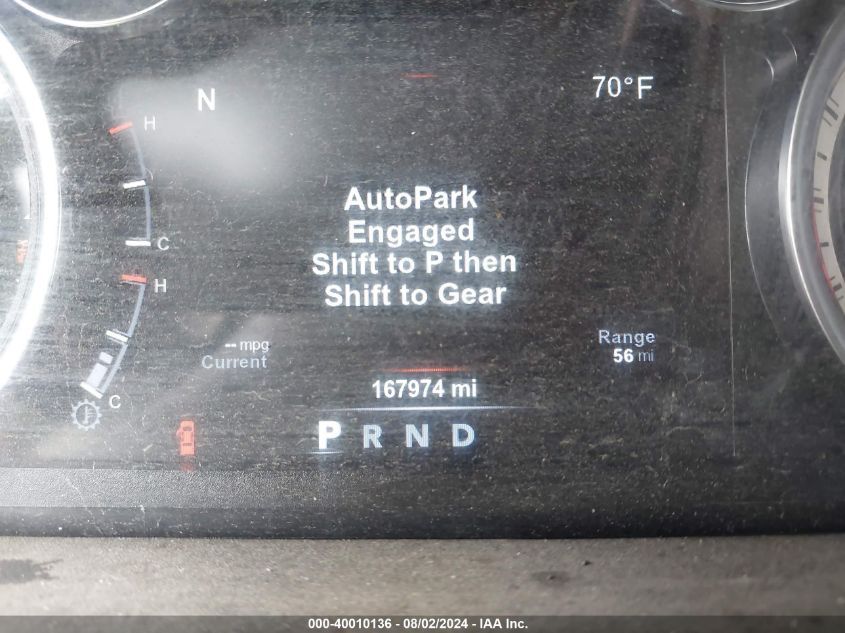 N
70°F
H
C
AutoPark
Engaged
Shift to P then
Shift to Gear
H
C
-- mpg
Current
Range
56 mi
167974 mi
P R N D
000-40010136 - 08/02/2024 - IAA Inc.